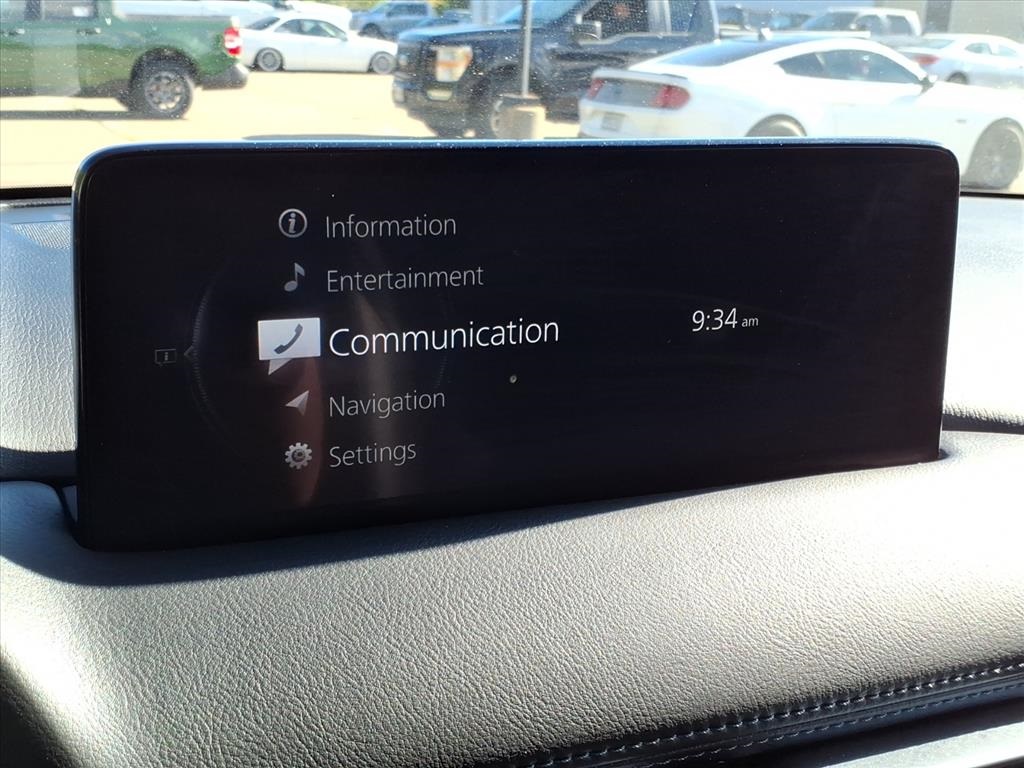 Information
Entertainment
Communication
9:34 am
Navigation
Settings